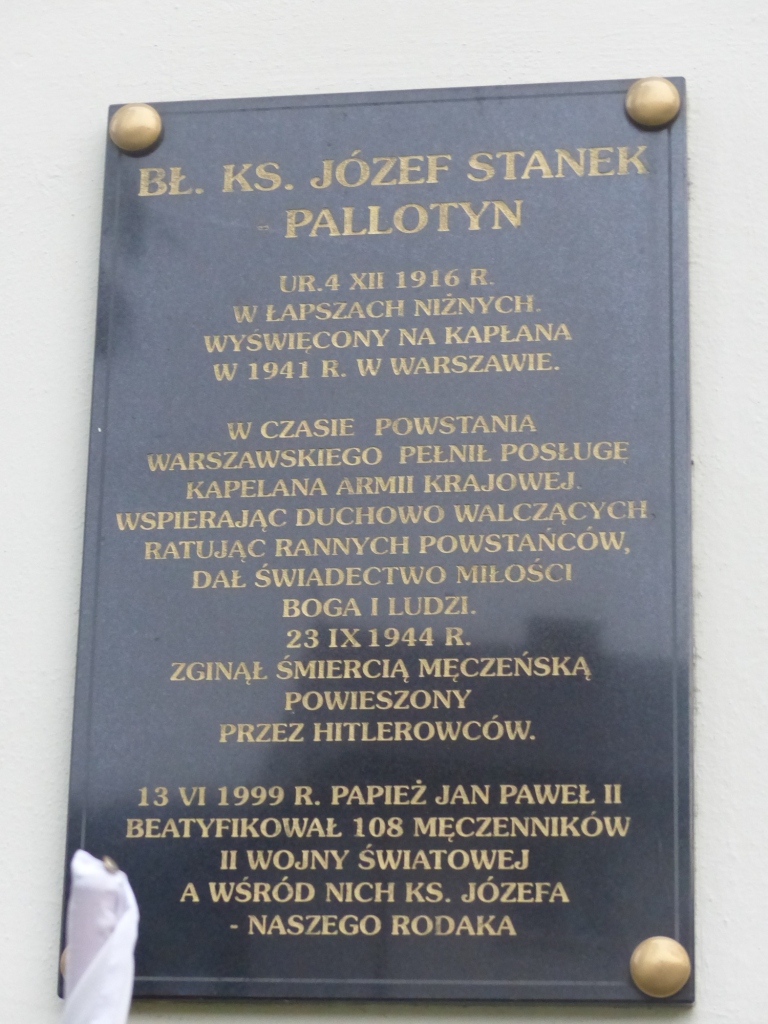 BŁ. KS. JÓZEF STANEK
- PALLOTYN
UR.4 XII 1916 R.
W ŁAPSZACH NIŻNYCH.
WYŚWIĘCONY NA KAPŁANA
W 1941 R. W WARSZAWIE.
W CZASIE POWSTANIA
WARSZAWSKIEGO PEŁNIŁ POSŁUGĘ
KAPELANA ARMII KRAJOWEJ.
WSPIERAJĄC DUCHOWO WALCZĄCYCH,
RATUJĄC RANNYCH POWSTAŃCÓW,
DAŁ ŚWIADECTWO MIŁOŚCI
BOGA I LUDZI.
23 IX 1944 R.
ZGINĄŁ ŚMIERCIĄ MĘCZEŃSKĄ
POWIESZONY
PRZEZ HITLEROWCÓW.
13 VI 1999 R. PAPIEŻ JAN PAWEŁ II
BEATYFIKOWAŁ 108 MĘCZENNIKÓW
II WOJNY ŚWIATOWEJ
A WŚRÓD NICH KS. JÓZEFA
- NASZEGO RODAKA